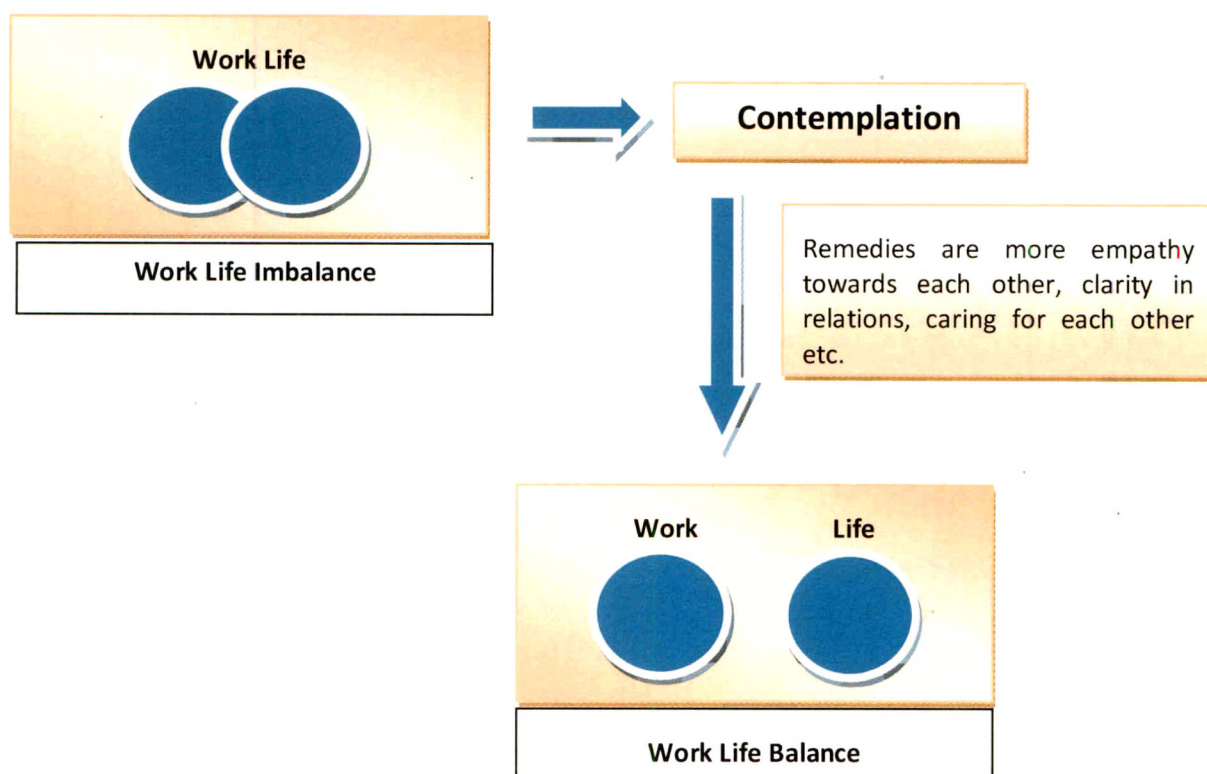 Work Life
Work Life Imbalance
Contemplation
Remedies are more empathy
towards each other, clarity in
relations, caring for each other
etc.
Work Life
Work Life Balance